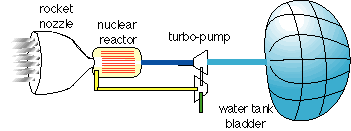 rocket
nozzle
nuclear
reactor
turbo-pump
water tank
bladder